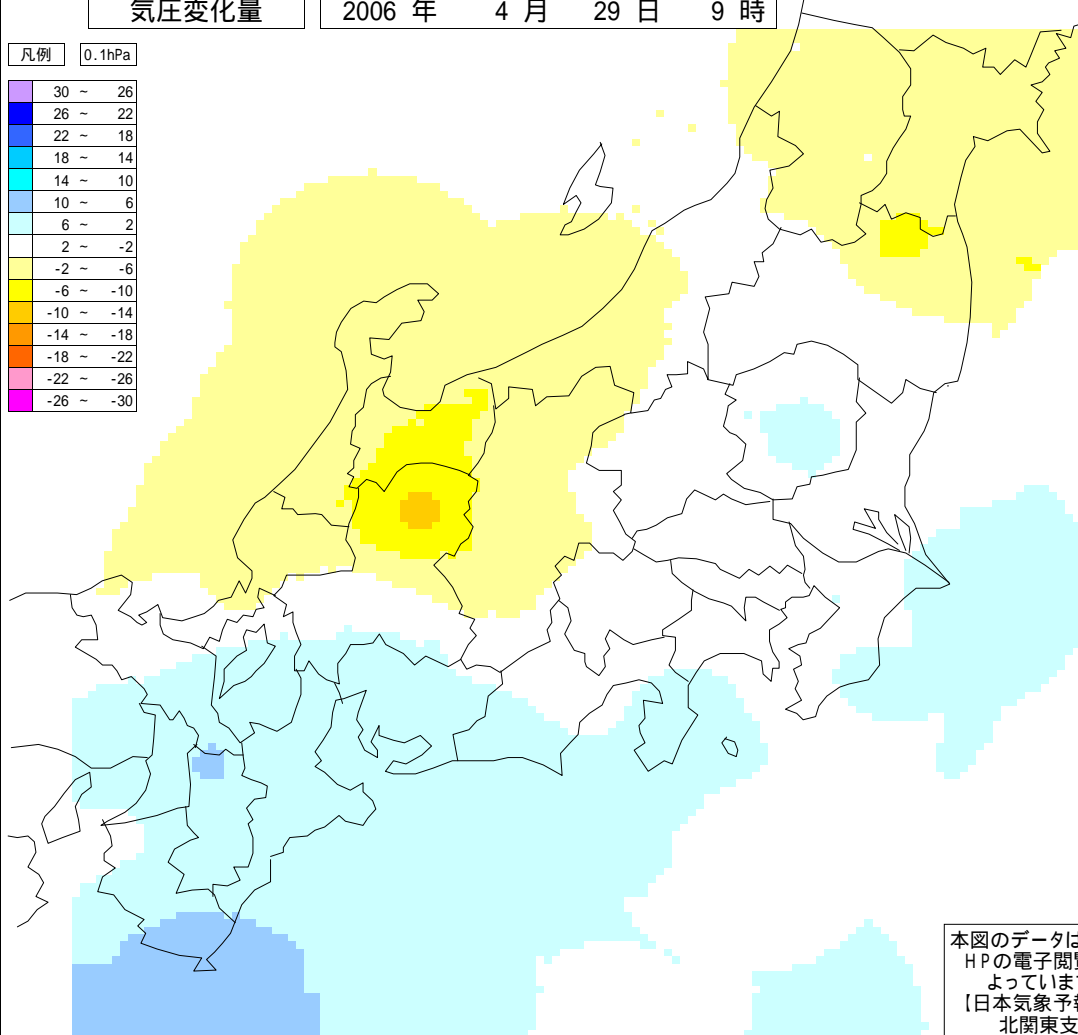 気圧変化量
2006 年 4 月 29 日 9 時
凡例 0.1hPa
30 ~ 26
26 ~ 22
22 ~ 18
18 ~ 14
14 ~ 10
10 ~ 6
6 ~ 2
2 ~ -2
-2 ~ -6
-6 ~ -10
-10 ~ -14
-14 ~ -18
-18 ~ -22
-22 ~ -26
-26 ~ -30
本図のデータは
HPの電子閲覧
よっています
【日本気象予報
北関東支